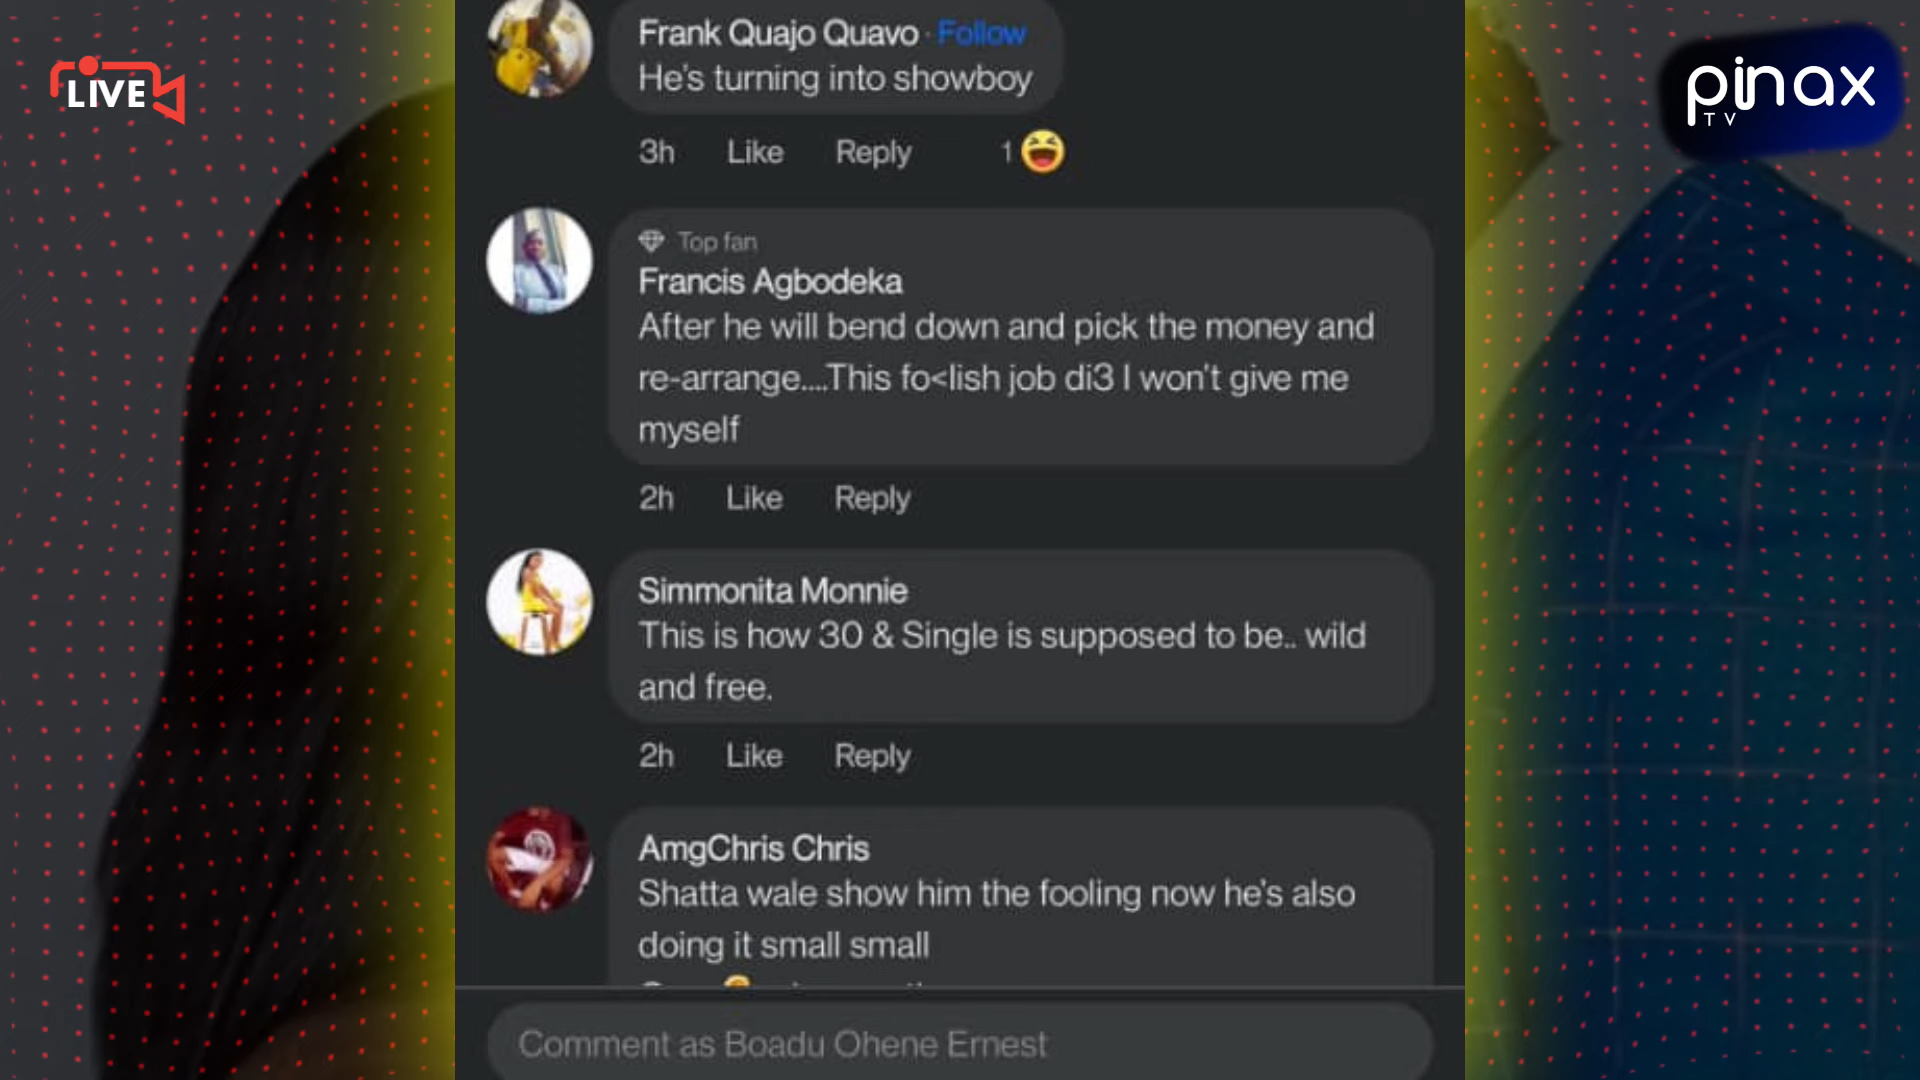 LIVE
pinax
TV
Frank Quajo Quavo · Follow
He's turning into showboy
3h Like Reply 1
Top fan
Francis Agbodeka
After he will bend down and pick the money and
re-arrange....This fo<lish job di3 I won't give me
myself
2h Like Reply
Simmonita Monnie
This is how 30 & Single is supposed to be.. wild
and free.
2h Like Reply
AmgChris Chris
Shatta wale show him the fooling now he's also
doing it small small
Comment as Boadu Ohene Ernest